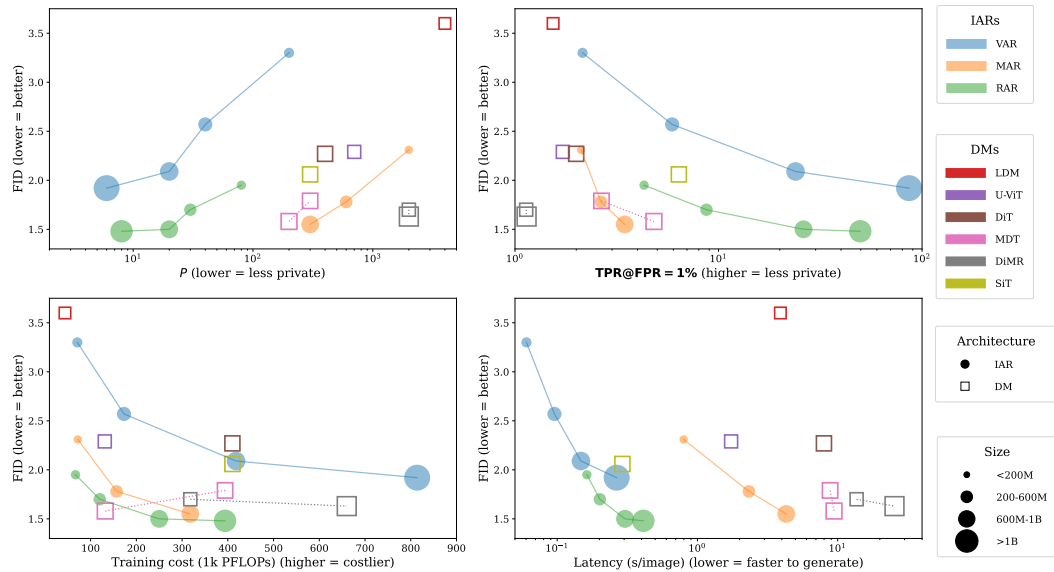 FID (lower = better)
3.5
3.0
2.5
2.0
1.5
10¹
10²
10³
P (lower = less private)
FID (lower = better)
3.5
3.0
2.5
2.0
1.5
10⁰
10¹
10²
TPR@FPR = 1% (higher = less private)
FID (lower = better)
3.5
3.0
2.5
2.0
1.5
100
200
300
400
500
600
700
800
900
Training cost (1k PFLOPs) (higher = costlier)
FID (lower = better)
3.5
3.0
2.5
2.0
1.5
10⁻¹
10⁰
10¹
Latency (s/image) (lower = faster to generate)
IARs
VAR
MAR
RAR
DMs
LDM
U-ViT
DiT
MDT
DiMR
SiT
Architecture
IAR
DM
Size
<200M
200-600M
600M-1B
>1B